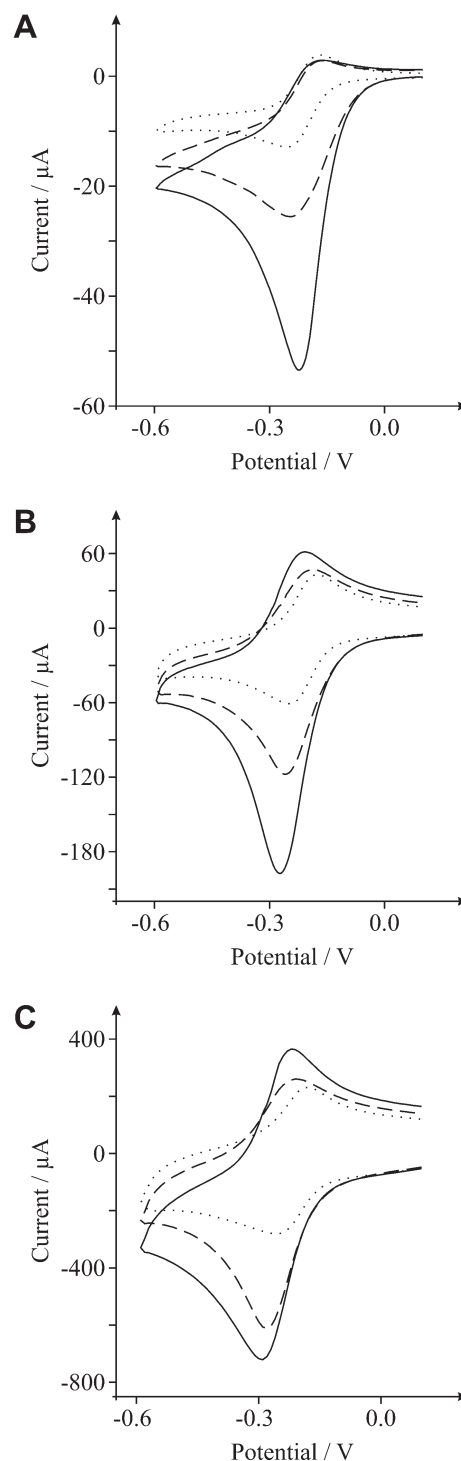 A
0
-20
-40
-60
Current / μA
-0.6 -0.3 0.0
Potential / V
B
60
0
-60
-120
-180
Current / μA
-0.6 -0.3 0.0
Potential / V
C
400
0
-400
-800
Current / μA
-0.6 -0.3 0.0
Potential / V